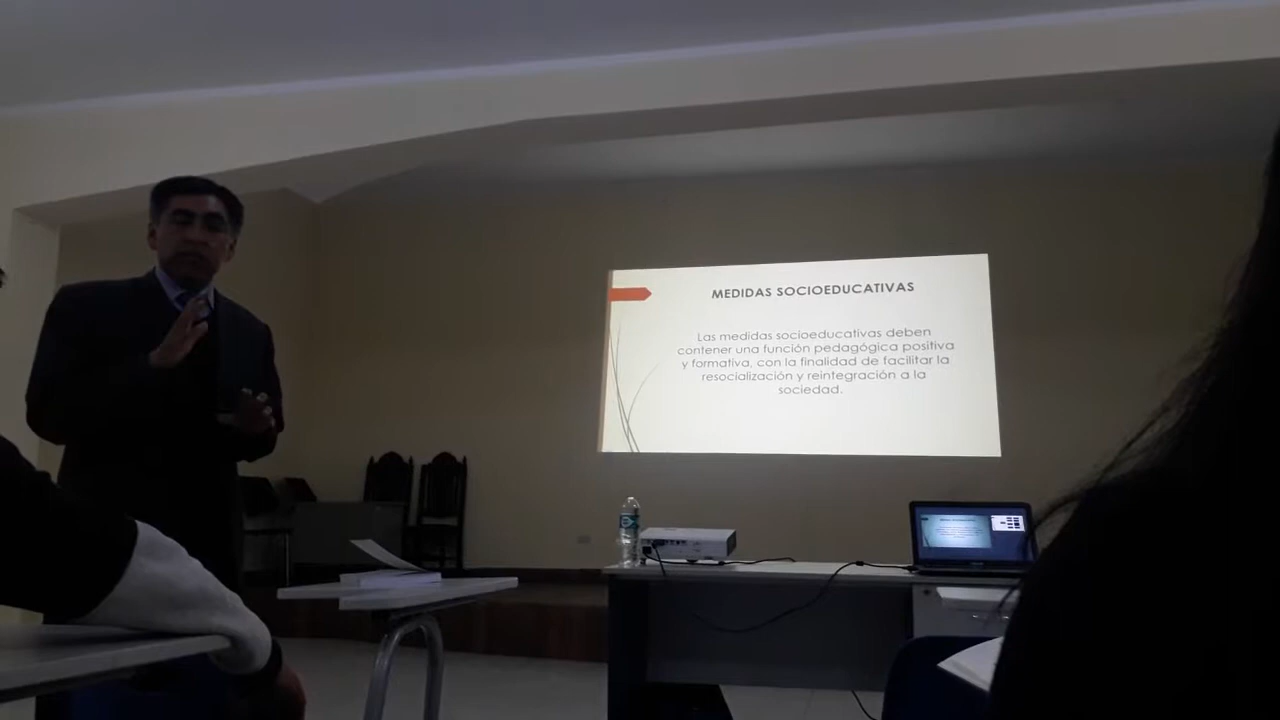 MEDIDAS SOCIOEDUCATIVAS
Las medidas socioeducativas deben
contener una función pedagógica positiva
y formativa, con la finalidad de facilitar la
resocialización y reintegración a la
sociedad.